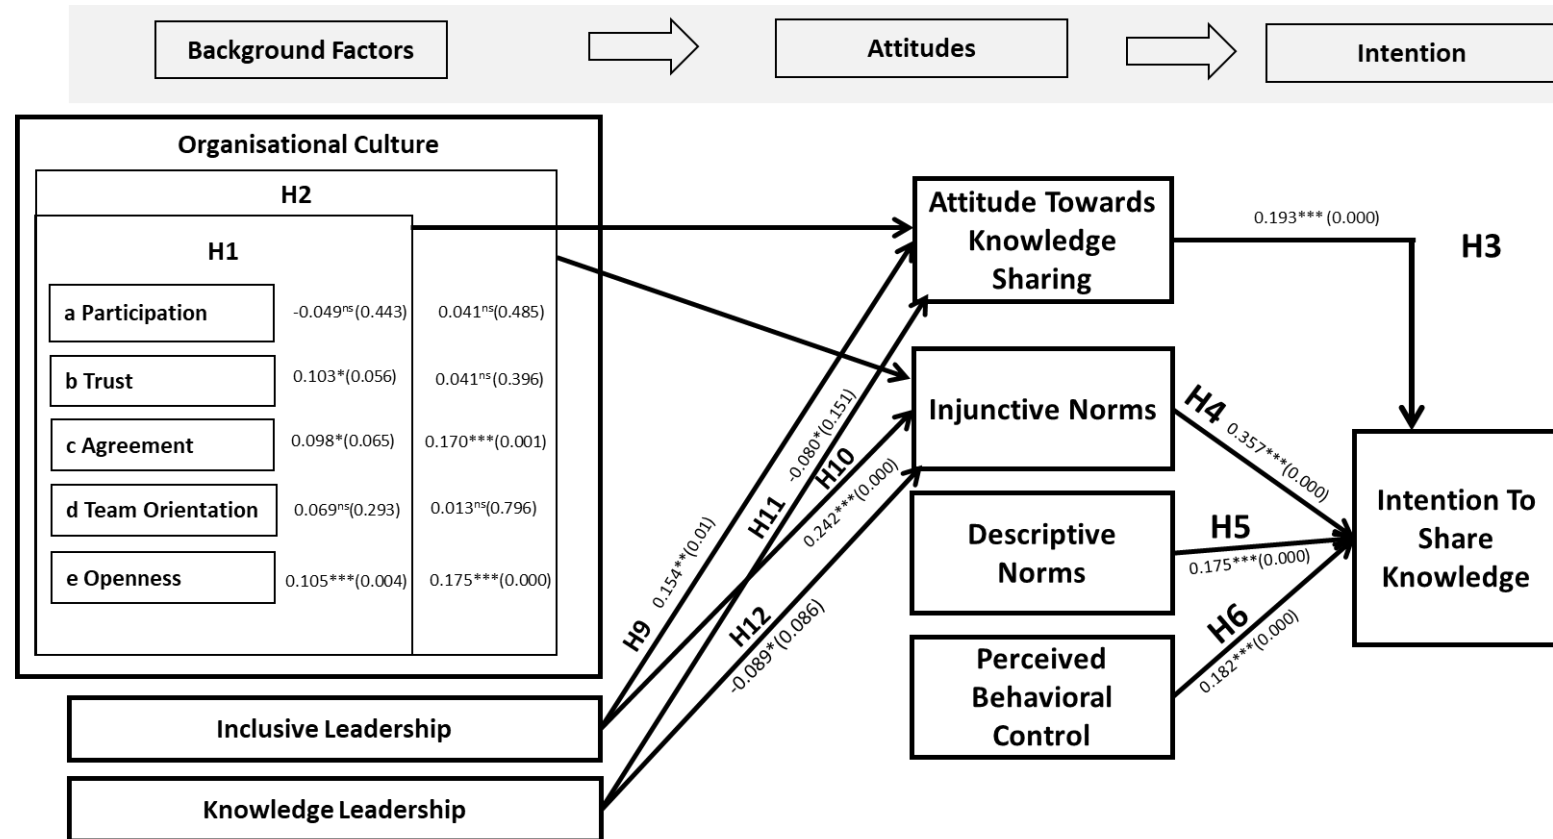 Background Factors
Attitudes
Intention
Organisational Culture
H2
H1
a Participation
-0.049ⁿˢ(0.443)
0.041ⁿˢ(0.485)
b Trust
0.103*(0.056)
0.041ⁿˢ(0.396)
c Agreement
0.098*(0.065)
0.170***(0.001)
d Team Orientation
0.069ⁿˢ(0.293)
0.013ⁿˢ(0.796)
e Openness
0.105***(0.004)
0.175***(0.000)
Inclusive Leadership
Knowledge Leadership
H9
0.154**(0.01)
H11
-0.080*(0.151)
H10
0.242***(0.000)
H12
-0.089*(0.086)
Attitude Towards
Knowledge
Sharing
Injunctive Norms
Descriptive
Norms
Perceived
Behavioral
Control
0.193***(0.000)
H3
H4
0.357***(0.000)
H5
0.175***(0.000)
H6
0.182***(0.000)
Intention To
Share
Knowledge